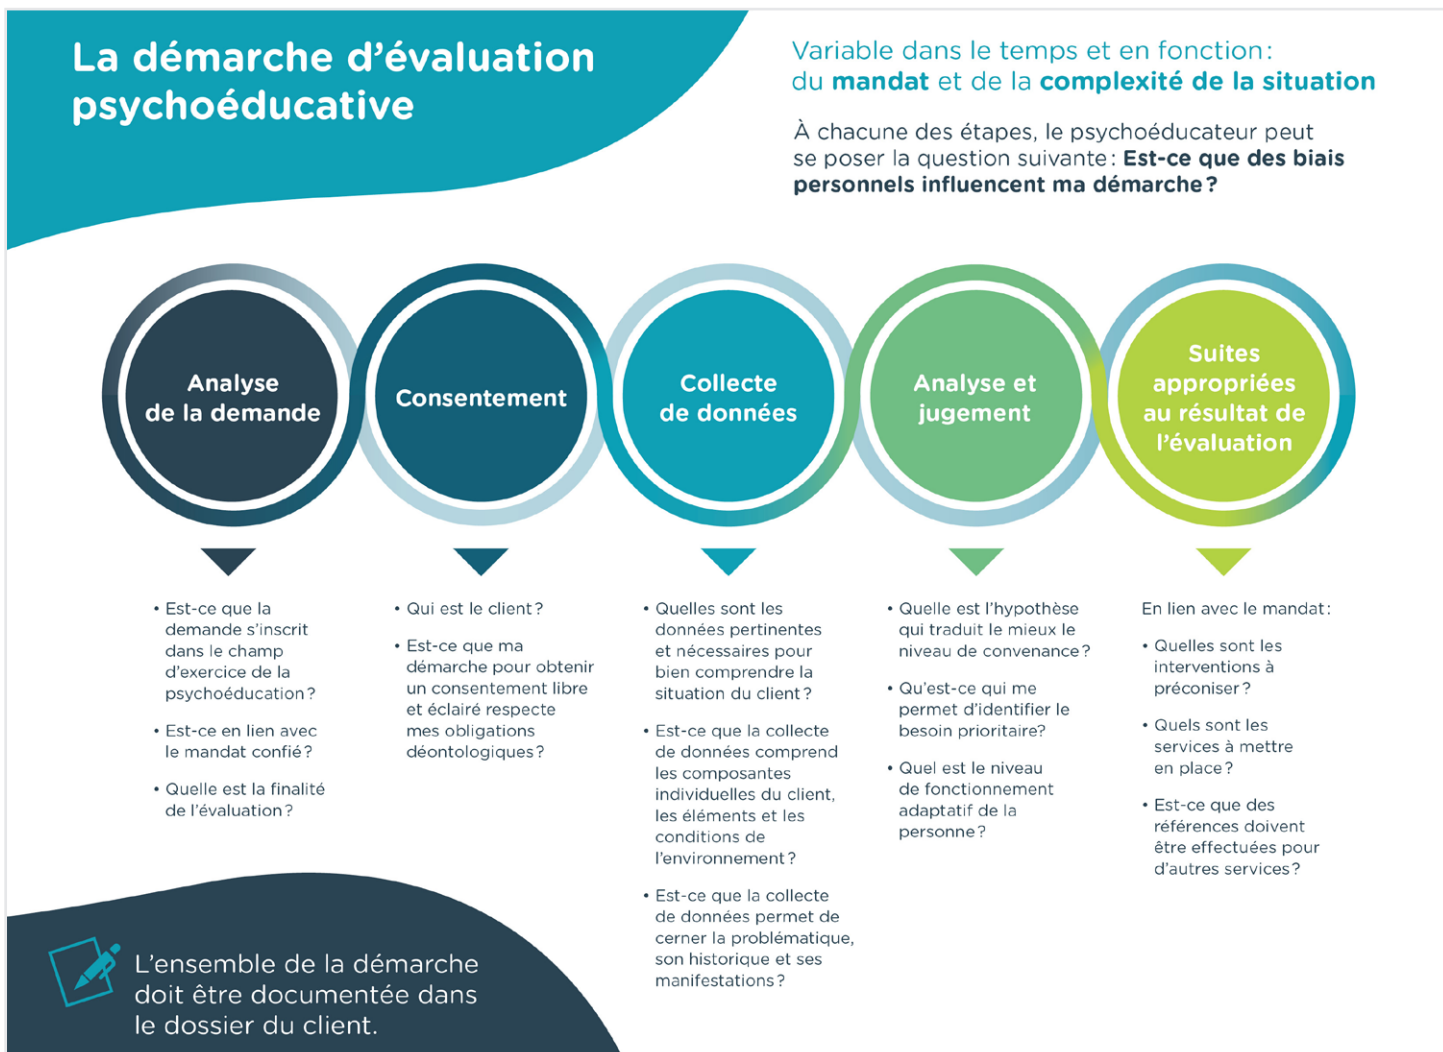 La démarche d’évaluation
psychoéducative
Variable dans le temps et en fonction :
du mandat et de la complexité de la situation
À chacune des étapes, le psychoéducateur peut
se poser la question suivante : Est-ce que des biais
personnels influencent ma démarche ?
Analyse
de la demande
Consentement
Collecte
de données
Analyse et
jugement
Suites
appropriées
au résultat de
l’évaluation
• Est-ce que la
demande s’inscrit
dans le champ
d’exercice de la
psychoéducation ?
• Est-ce en lien avec
le mandat confié ?
• Quelle est la finalité
de l’évaluation ?
• Qui est le client ?
• Est-ce que ma
démarche pour obtenir
un consentement libre
et éclairé respecte
mes obligations
déontologiques ?
• Quelles sont les
données pertinentes
et nécessaires pour
bien comprendre la
situation du client ?
• Est-ce que la collecte
de données comprend
les composantes
individuelles du client,
les éléments et les
conditions de
l’environnement ?
• Est-ce que la collecte
de données permet de
cerner la problématique,
son historique et ses
manifestations ?
• Quelle est l’hypothèse
qui traduit le mieux le
niveau de convenance ?
• Qu’est-ce qui me
permet d’identifier le
besoin prioritaire?
• Quel est le niveau
de fonctionnement
adaptatif de la
personne ?
En lien avec le mandat :
• Quelles sont les
interventions à
préconiser ?
• Quels sont les
services à mettre
en place ?
• Est-ce que des
références doivent
être effectuées pour
d’autres services ?
L’ensemble de la démarche
doit être documentée dans
le dossier du client.